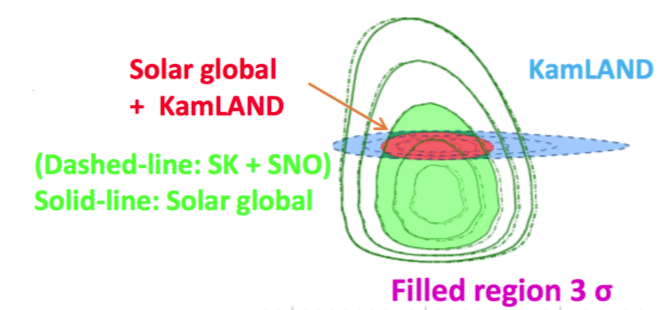 Solar global
+ KamLAND
KamLAND
(Dashed-line: SK + SNO)
Solid-line: Solar global
Filled region 3 σ